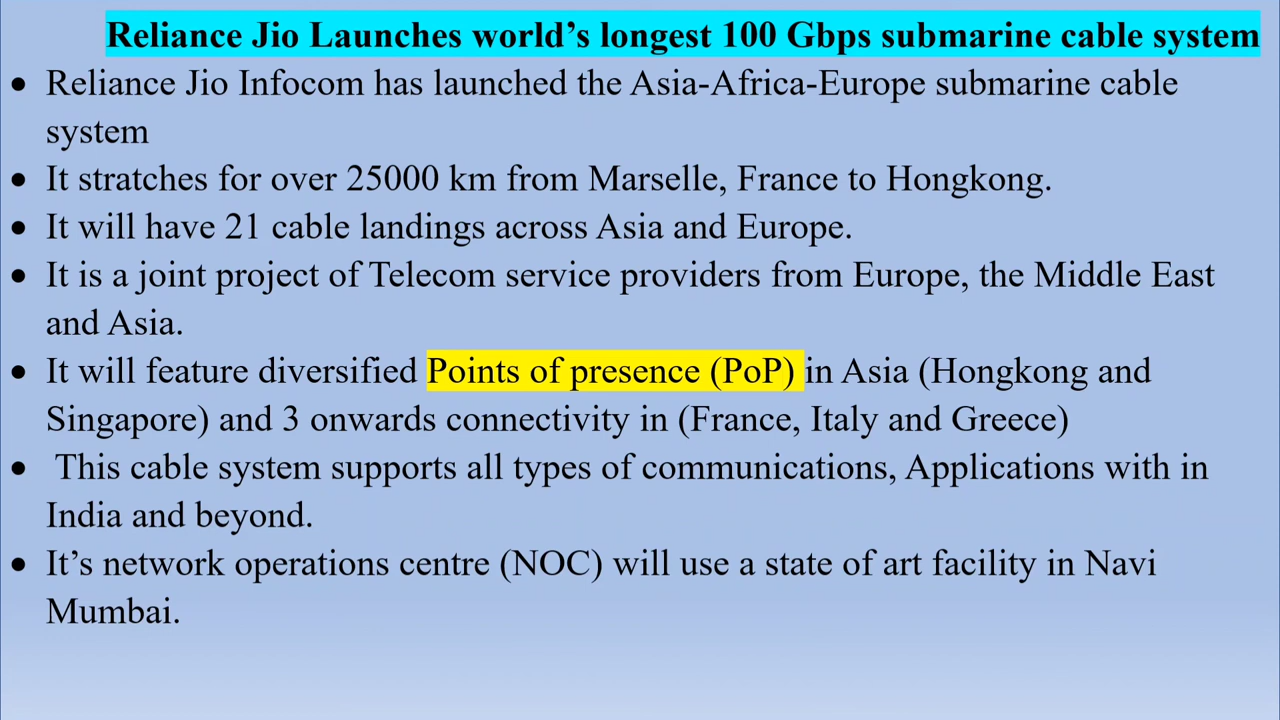 Reliance Jio Launches world’s longest 100 Gbps submarine cable system
• Reliance Jio Infocom has launched the Asia-Africa-Europe submarine cable
system
• It stratches for over 25000 km from Marselle, France to Hongkong.
• It will have 21 cable landings across Asia and Europe.
• It is a joint project of Telecom service providers from Europe, the Middle East
and Asia.
• It will feature diversified Points of presence (PoP) in Asia (Hongkong and
Singapore) and 3 onwards connectivity in (France, Italy and Greece)
• This cable system supports all types of communications, Applications with in
India and beyond.
• It’s network operations centre (NOC) will use a state of art facility in Navi
Mumbai.